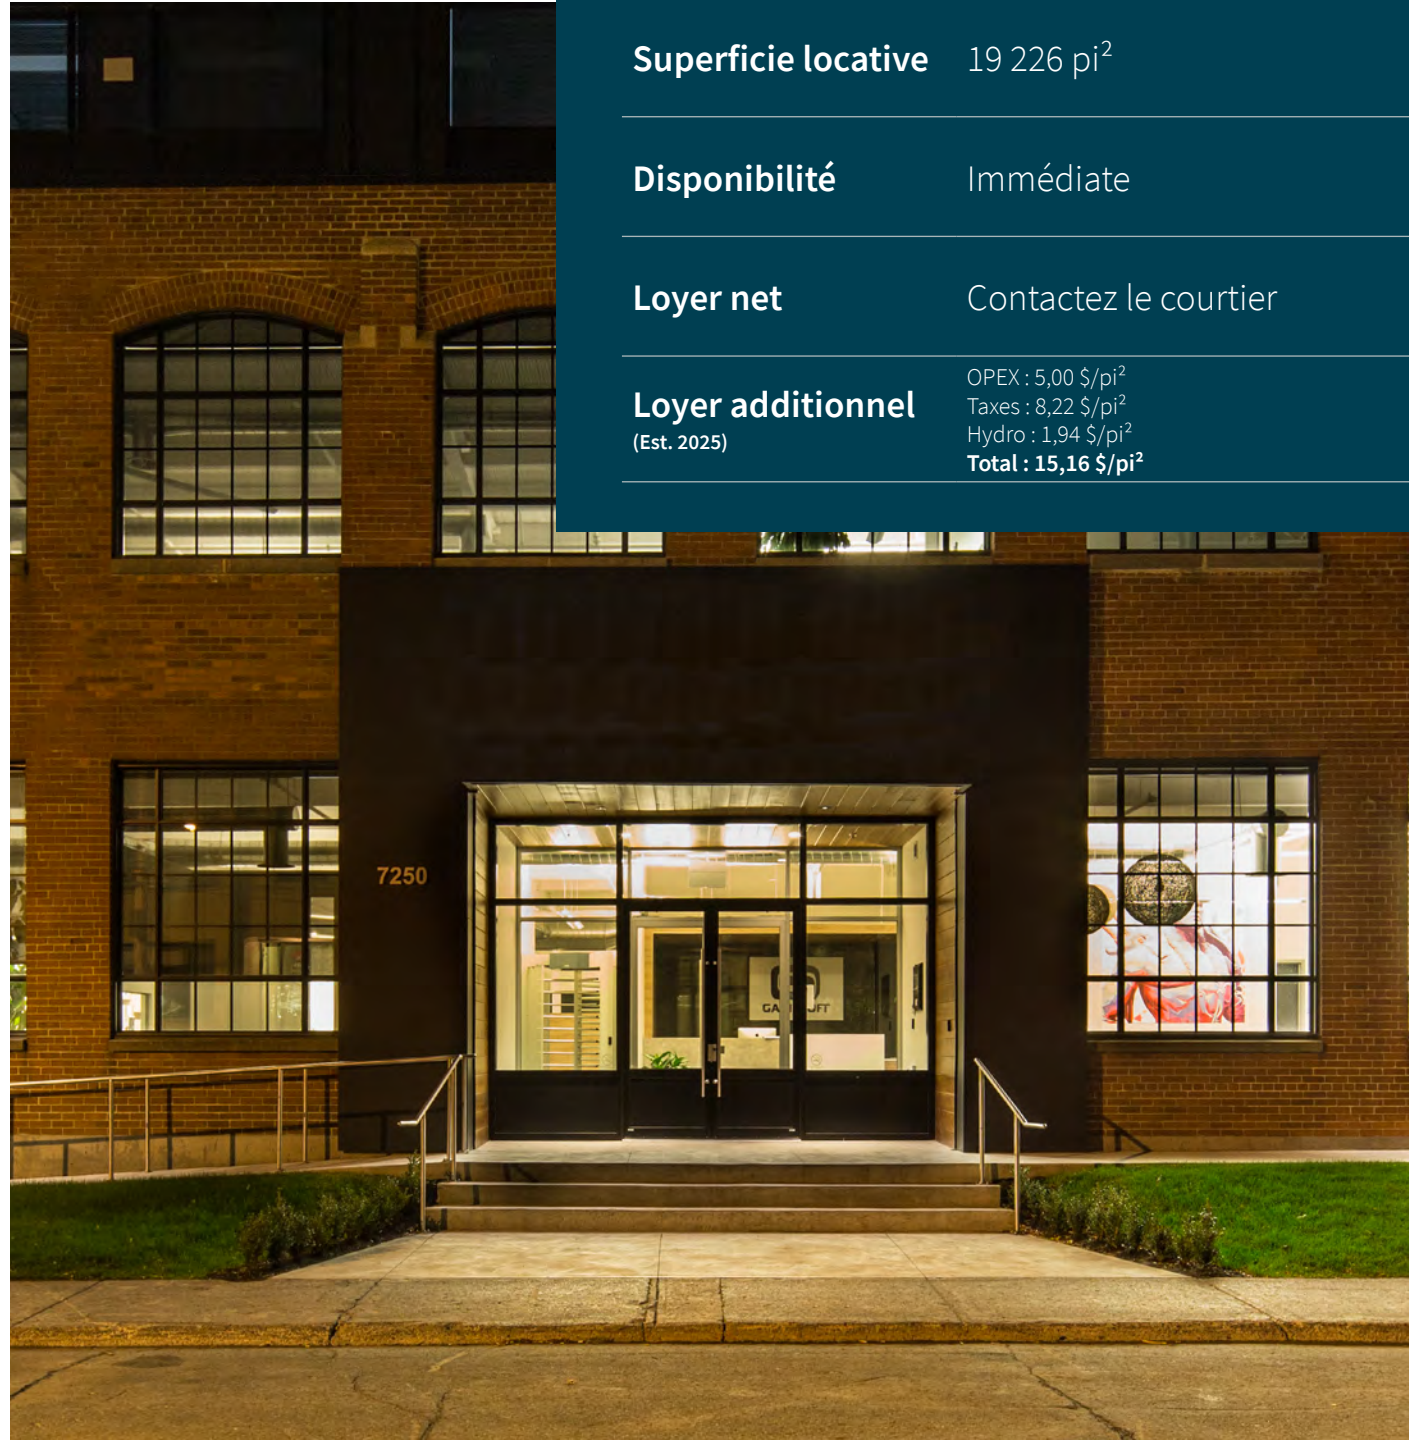 Superficie locative 19 226 pi²
Disponibilité Immédiate
Loyer net Contactez le courtier
Loyer additionnel
(Est. 2025)
OPEX : 5,00 $/pi²
Taxes : 8,22 $/pi²
Hydro : 1,94 $/pi²
Total : 15,16 $/pi²
7250